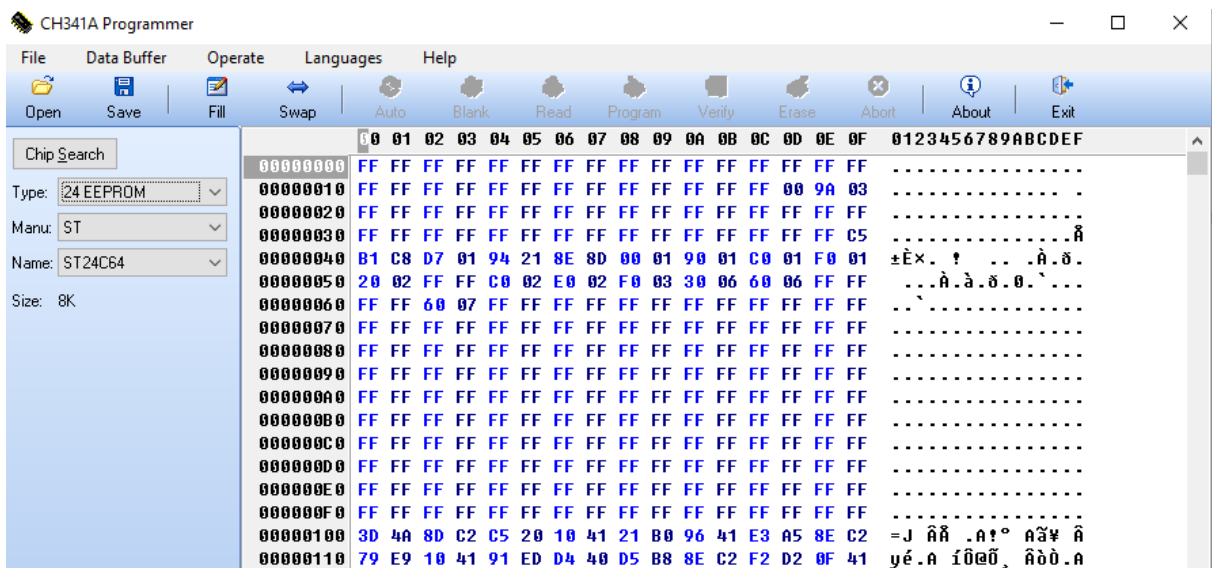 CH341A Programmer
File Data Buffer Operate Languages Help
Open Save Fill Swap Auto Blank Read Program Verify Erase Abort About Exit
Chip Search
Type: 24 EEPROM
Manu: ST
Name: ST24C64
Size: 8K
00 01 02 03 04 05 06 07 08 09 0A 0B 0C 0D 0E 0F 0123456789ABCDEF
00000000 FF FF FF FF FF FF FF FF FF FF FF FF FF FF FF FF ................
00000010 FF FF FF FF FF FF FF FF FF FF FF FF FF 00 9A 03 ............. .
00000020 FF FF FF FF FF FF FF FF FF FF FF FF FF FF FF FF ................
00000030 FF FF FF FF FF FF FF FF FF FF FF FF FF FF FF C5 ...............Å
00000040 B1 C8 D7 01 94 21 8E 8D 00 01 90 01 C0 01 F0 01 ±È×. ! .. .À.ð.
00000050 20 02 FF FF C0 02 E0 02 F0 03 30 06 60 06 FF FF ...À.à.ð.0.`...
00000060 FF FF 60 07 FF FF FF FF FF FF FF FF FF FF FF FF ..`.............
00000070 FF FF FF FF FF FF FF FF FF FF FF FF FF FF FF FF ................
00000080 FF FF FF FF FF FF FF FF FF FF FF FF FF FF FF FF ................
00000090 FF FF FF FF FF FF FF FF FF FF FF FF FF FF FF FF ................
000000A0 FF FF FF FF FF FF FF FF FF FF FF FF FF FF FF FF ................
000000B0 FF FF FF FF FF FF FF FF FF FF FF FF FF FF FF FF ................
000000C0 FF FF FF FF FF FF FF FF FF FF FF FF FF FF FF FF ................
000000D0 FF FF FF FF FF FF FF FF FF FF FF FF FF FF FF FF ................
000000E0 FF FF FF FF FF FF FF FF FF FF FF FF FF FF FF FF ................
000000F0 FF FF FF FF FF FF FF FF FF FF FF FF FF FF FF FF ................
00000100 3D 4A 8D C2 C5 20 10 41 21 B0 96 41 E3 A5 8E C2 =J ÂÅ .A!° Aã¥ Â
00000110 79 E9 10 41 91 ED D4 40 D5 B8 8E C2 F2 D2 0F 41 yé.A íÔ@Õ¸ ÂòÒ.A